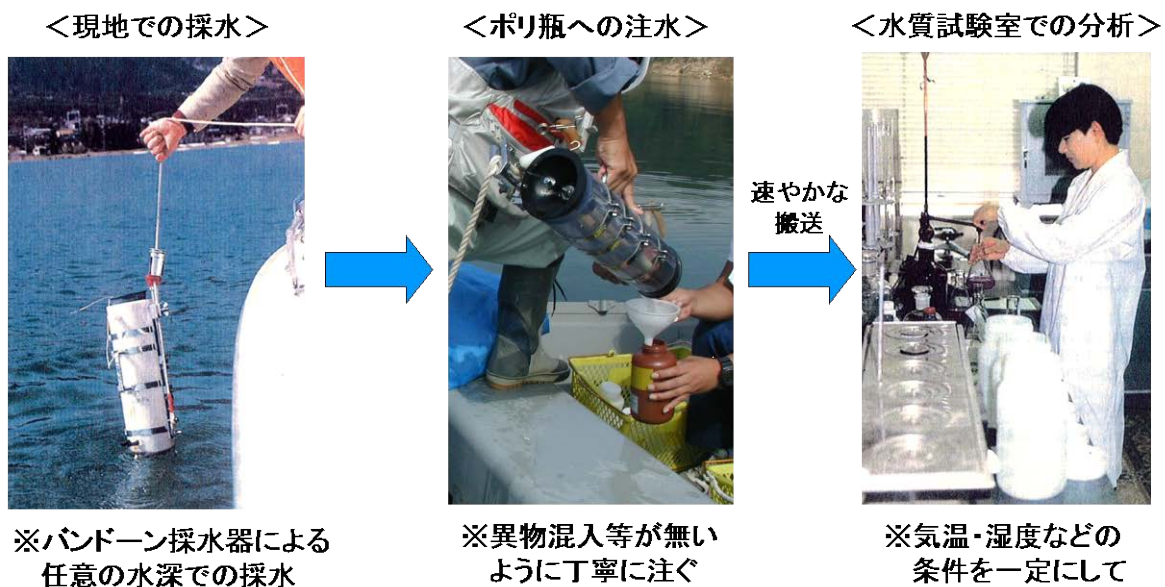 ＜現地での採水＞
＜ポリ瓶への注水＞
＜水質試験室での分析＞
速やかな
搬送
※バンドーン採水器による
任意の水深での採水
※異物混入等が無い
ように丁寧に注ぐ
※気温・湿度などの
条件を一定にして